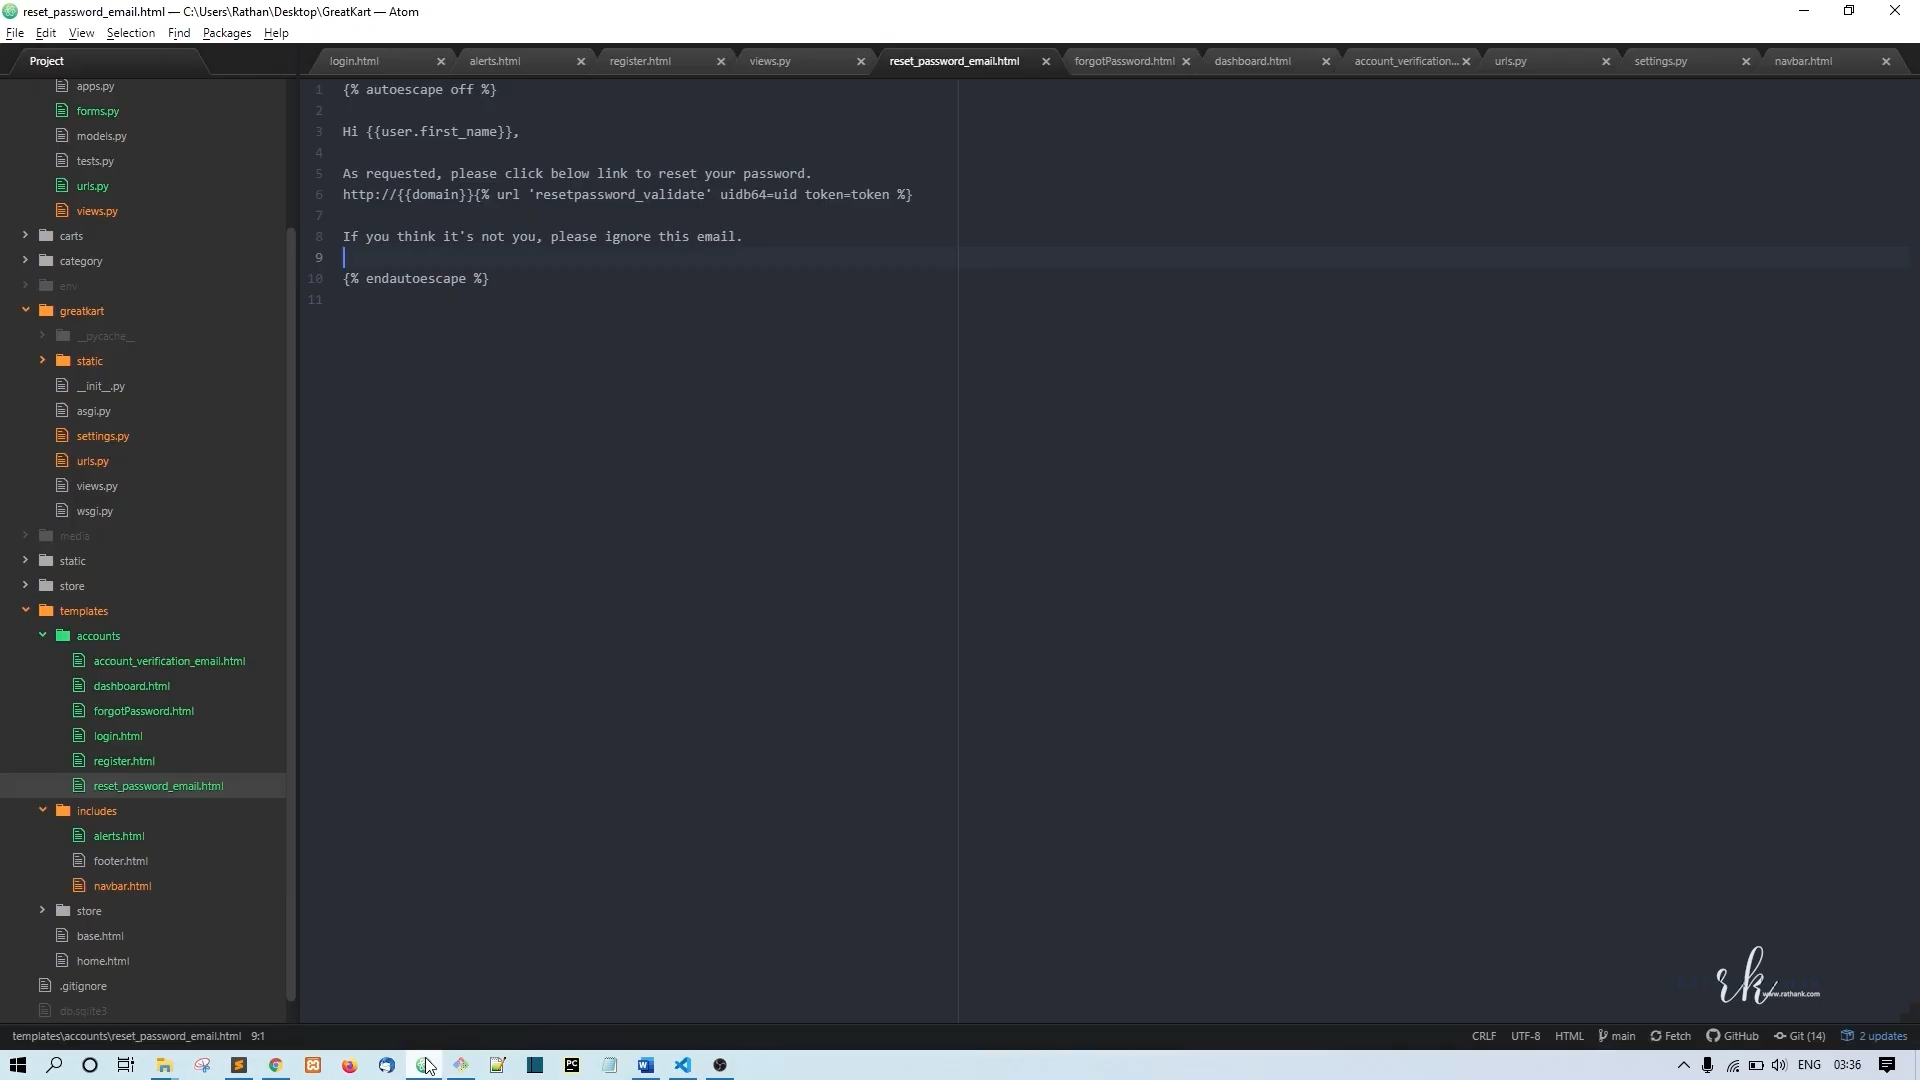 reset_password_email.html — C:\Users\Rathan\Desktop\GreatKart — Atom
File Edit View Selection Find Packages Help
Project
login.html
alerts.html
register.html
views.py
reset_password_email.html
forgotPassword.html
dashboard.html
account_verification...
urls.py
settings.py
navbar.html
apps.py
forms.py
models.py
tests.py
urls.py
views.py
carts
category
env
greatkart
__pycache__
static
__init__.py
asgi.py
settings.py
urls.py
views.py
wsgi.py
media
static
store
templates
accounts
account_verification_email.html
dashboard.html
forgotPassword.html
login.html
register.html
reset_password_email.html
includes
alerts.html
footer.html
navbar.html
store
base.html
home.html
.gitignore
db.sqlite3
1 {% autoescape off %}
2
3 Hi {{user.first_name}},
4
5 As requested, please click below link to reset your password.
6 http://{{domain}}{% url 'resetpassword_validate' uidb64=uid token=token %}
7
8 If you think it's not you, please ignore this email.
9
10 {% endautoescape %}
11
rk
www.rathank.com
templates\accounts\reset_password_email.html 9:1
CRLF UTF-8 HTML main Fetch GitHub Git (14) 2 updates
ENG 03:36